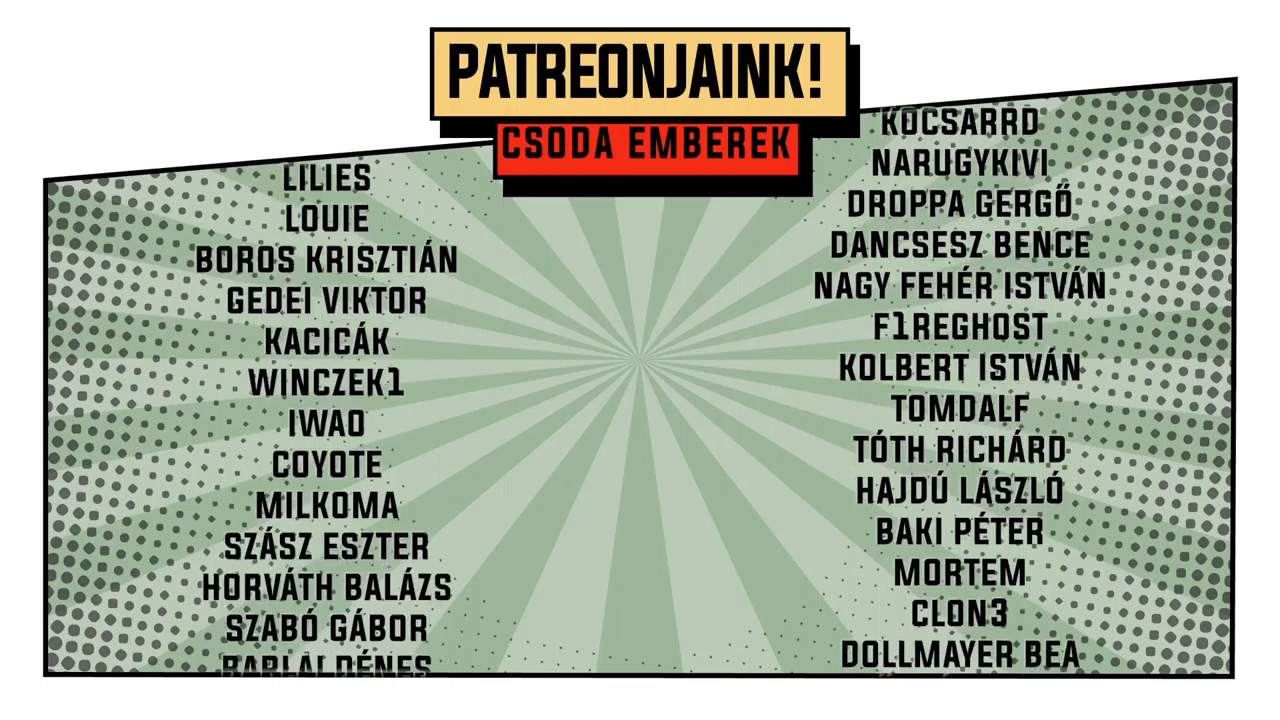 PATREONJAINK!
CSODA EMBEREK
LILIES
LOUIE
BOROS KRISZTIÁN
GEDEI VIKTOR
KACICÁK
WINCZEK1
IWAO
COYOTE
MILKOMA
SZÁSZ ESZTER
HORVÁTH BALÁZS
SZABÓ GÁBOR
DÉNES
KOCSARRD
NARUGYKIVI
DROPPA GERGŐ
DANCSESZ BENCE
NAGY FEHÉR ISTVÁN
F1REGHOST
KOLBERT ISTVÁN
TOMDALF
TÓTH RICHÁRD
HAJDÚ LÁSZLÓ
BAKI PÉTER
MORTEM
CLON3
DOLLMAYER BEA